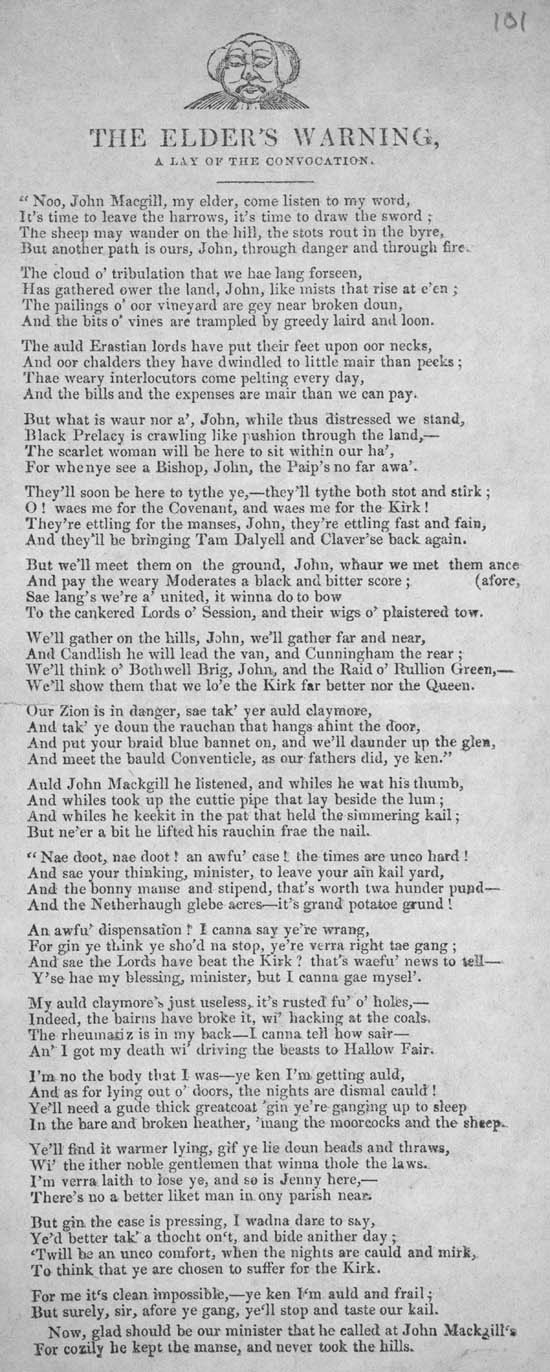 101
THE ELDER'S WARNING,
A LAY OF THE CONVOCATION.
“ Noo, John Macgill, my elder, come listen to my word,
It's time to leave the harrows, it's time to draw the sword ;
The sheep may wander on the hill, the stots rout in the byre,
But another path is ours, John, through danger and through fire.
The cloud o' tribulation that we hae lang forseen,
Has gathered ower the land, John, like mists that rise at e'en ;
The pailings o' oor vineyard are gey near broken doun,
And the bits o' vines are trampled by greedy laird and loon.
The auld Erastian lords have put their feet upon oor necks,
And oor chalders they have dwindled to little mair than pecks ;
Thae weary interlocutors come pelting every day,
And the bills and the expenses are mair than we can pay.
But what is waur nor a', John, while thus distressed we stand,
Black Prelacy is crawling like pushion through the land,—
The scarlet woman will be here to sit within our ha',
For whenye see a Bishop, John, the Paip's no far awa'.
They'll soon be here to tythe ye,—they'll tythe both stot and stirk ;
O ! waes me for the Covenant, and waes me for the Kirk !
They're ettling for the manses, John, they're ettling fast and fain,
And they'll be bringing Tam Dalyell and Claver'se back again.
But we'll meet them on the ground, John, whaur we met them ance
And pay the weary Moderates a black and bitter score ; (afore,
Sae lang's we're a' united, it winna do to bow
To the cankered Lords o' Session, and their wigs o' plaistered tow.
We'll gather on the hills, John, we'll gather far and near,
And Candlish he will lead the van, and Cunningham the rear ;
We'll think o' Bothwell Brig, John, and the Raid o' Rullion Green,—
We'll show them that we lo'e the Kirk far better nor the Queen.
Our Zion is in danger, sae tak' yer auld claymore,
And tak' ye doun the rauchan that hangs ahint the door,
And put your braid blue bannet on, and we'll daunder up the glen,
And meet the bauld Conventicle, as our fathers did, ye ken.”
Auld John Mackgill he listened, and whiles he wat his thumb,
And whiles took up the cuttie pipe that lay beside the lum ;
And whiles he keekit in the pat that held the simmering kail ;
But ne'er a bit he lifted his rauchin frae the nail.
“ Nae doot, nae doot ! an awfu' case ! the times are unco hard !
And sae your thinking, minister, to leave your ain kail yard,
And the bonny manse and stipend, that's worth twa hunder pund—
And the Netherhaugh glebe acres—it's grand potatoe grund !
An awfu' dispensation ! I canna say ye're wrang,
For gin ye think ye sho'd na stop, ye're verra right tae gang ;
And sae the Lords have beat the Kirk ? that's waefu' news to tell—
Y'se hae my blessing, minister, but I canna gae mysel'.
My auld claymore's just useless, it's rusted fu' o' holes,—
Indeed, the bairns have broke it, wi' hacking at the coals.
The rheumatiz is in my back—I canna tell how sair—
An' I got my death wi' driving the beasts to Hallow Fair.
I'm no the body that I was—ye ken I'm getting auld,
And as for lying out o' doors, the nights are dismal cauld !
Ye'll need a gude thick greatcoat 'gin ye're ganging up to sleep
In the bare and broken heather, 'mang the moorcocks and the sheep.
Ye'll find it warmer lying, gif ye lie doun heads and thraws,
Wi' the ither noble gentlemen that winna thole the laws.
I'm verra laith to lose ye, and so is Jenny here,—
There's no a better liket man in ony parish near.
But gin the case is pressing, I wadna dare to say,
Ye'd better tak' a thocht on't, and bide anither day ;
'Twill be an unco comfort, when the nights are cauld and mirk,
To think that ye are chosen to suffer for the Kirk.
For me it's clean impossible,—ye ken I'm auld and frail ;
But surely, sir, afore ye gang, ye'll stop and taste our kail.
Now, glad should be our minister that he called at John Mackgill's
For cozily he kept the manse, and never took the hills.